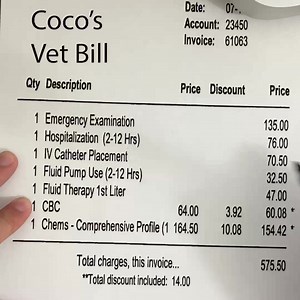 Coco's
Vet Bill
Date: 07-
Account: 23450
Invoice: 61063
Qty Description Price Discount Price
1 Emergency Examination 135.00
1 Hospitalization (2-12 Hrs) 76.00
1 IV Catheter Placement 70.50
1 Fluid Pump Use (2-12 Hrs) 32.50
1 Fluid Therapy 1st Liter 47.00
1 CBC 64.00 3.92 60.08 *
1 Chems - Comprehensive Profile (1 164.50 10.08 154.42 *
Total charges, this invoice... 575.50
**Total discount included: 14.00